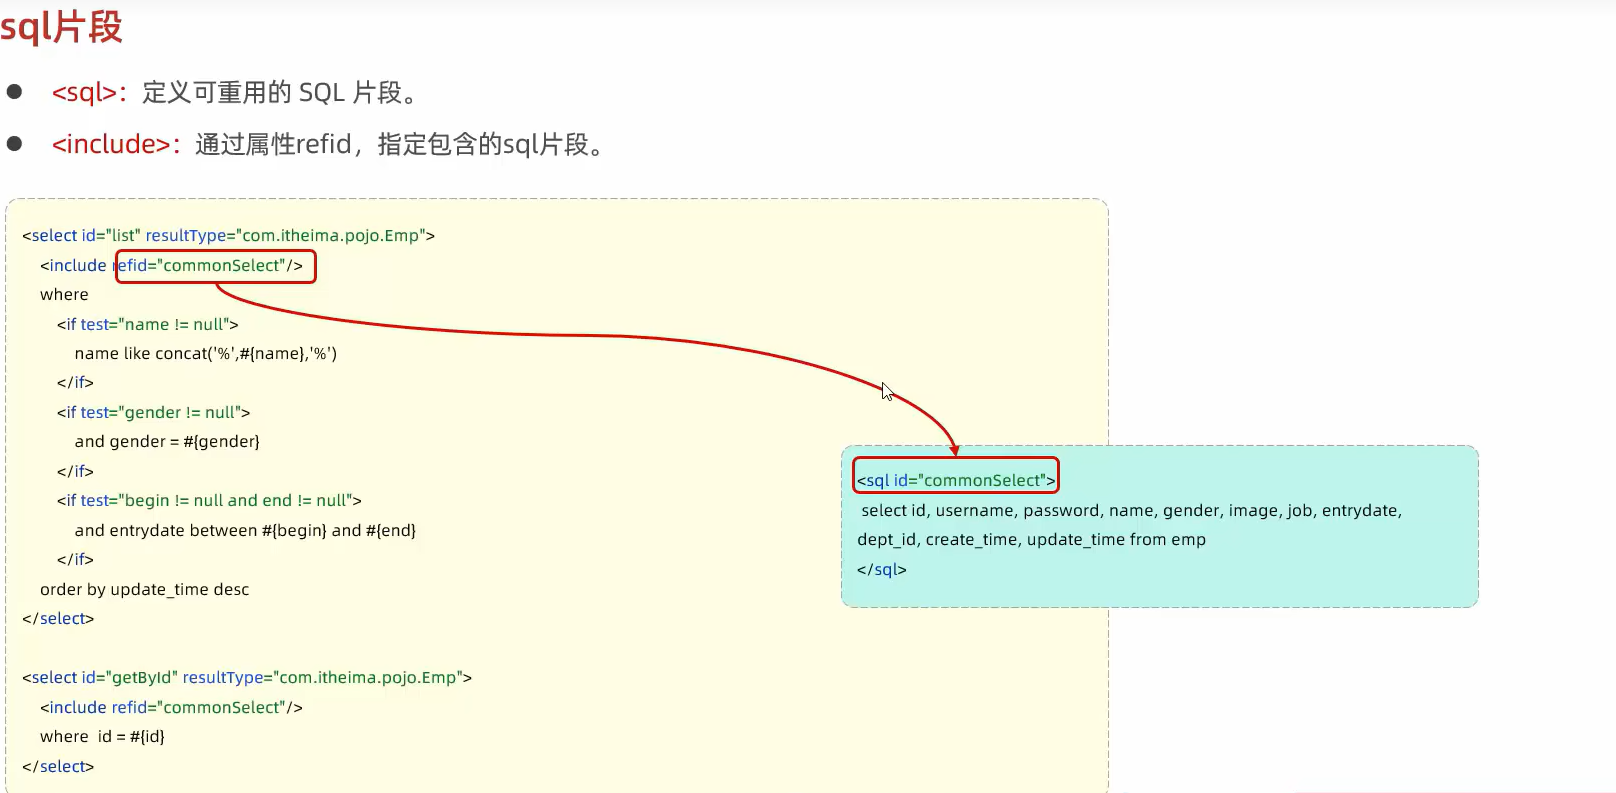 sql片段
<sql>：定义可重用的 SQL 片段。
<include>：通过属性refid，指定包含的sql片段。
<select id="list" resultType="com.itheima.pojo.Emp">
<include refid="commonSelect"/>
where
<if test="name != null">
name like concat('%',#{name},'%')
</if>
<if test="gender != null">
and gender = #{gender}
</if>
<if test="begin != null and end != null">
and entrydate between #{begin} and #{end}
</if>
order by update_time desc
</select>
<select id="getById" resultType="com.itheima.pojo.Emp">
<include refid="commonSelect"/>
where  id = #{id}
</select>
<sql id="commonSelect">
select id, username, password, name, gender, image, job, entrydate,
dept_id, create_time, update_time from emp
</sql>